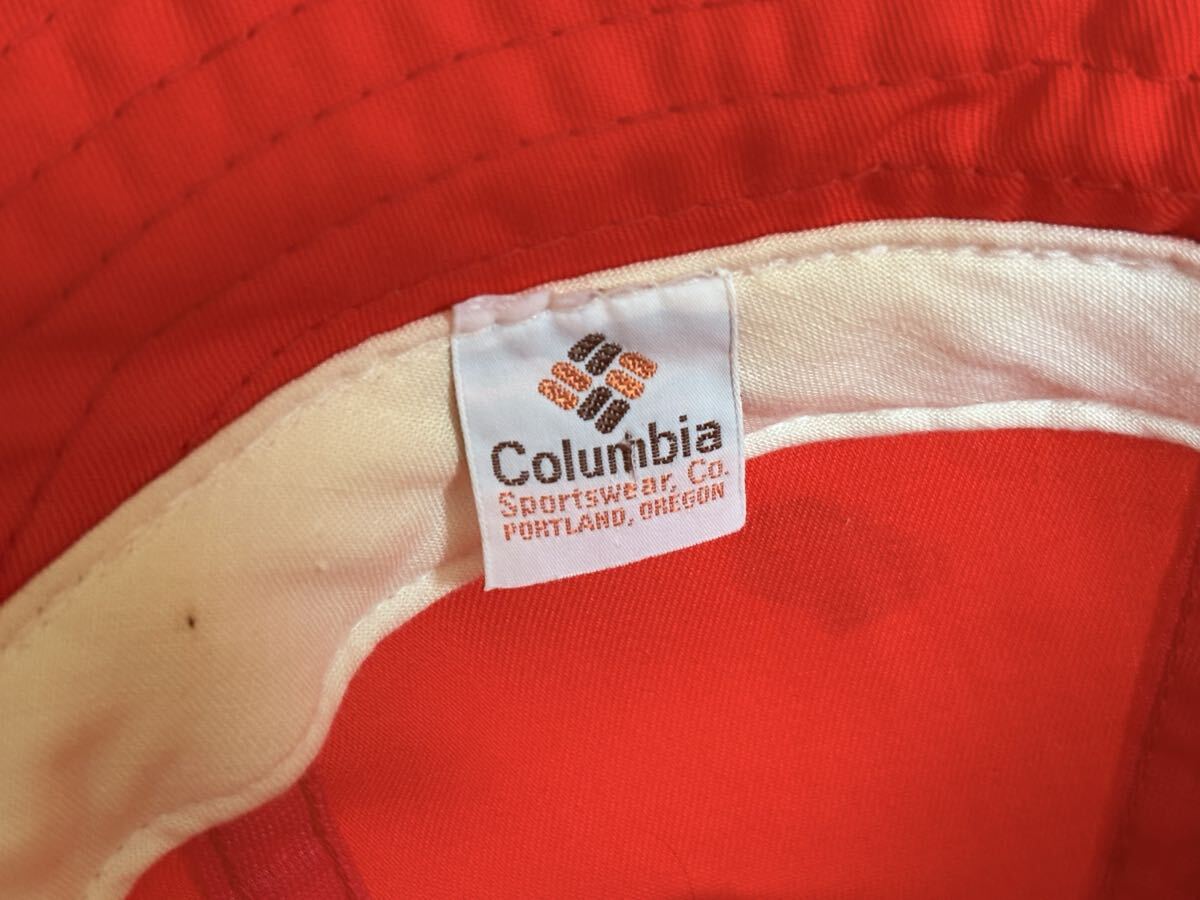 Columbia
Sportswear, Co.
PORTLAND, OREGON